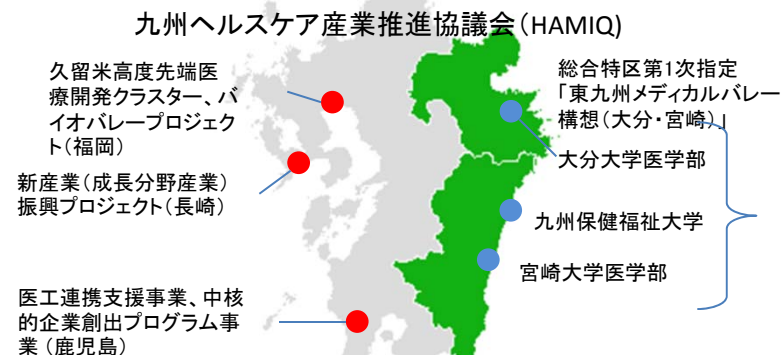 九州ヘルスケア産業推進協議会(HAMIQ)
久留米高度先端医
療開発クラスター、バ
イオバレープロジェク
ト(福岡)
新産業(成長分野産業)
振興プロジェクト(長崎)
医工連携支援事業、中核
的企業創出プログラム事
業(鹿児島)
総合特区第1次指定
「東九州メディカルバレー
構想(大分・宮崎)」
大分大学医学部
九州保健福祉大学
宮崎大学医学部